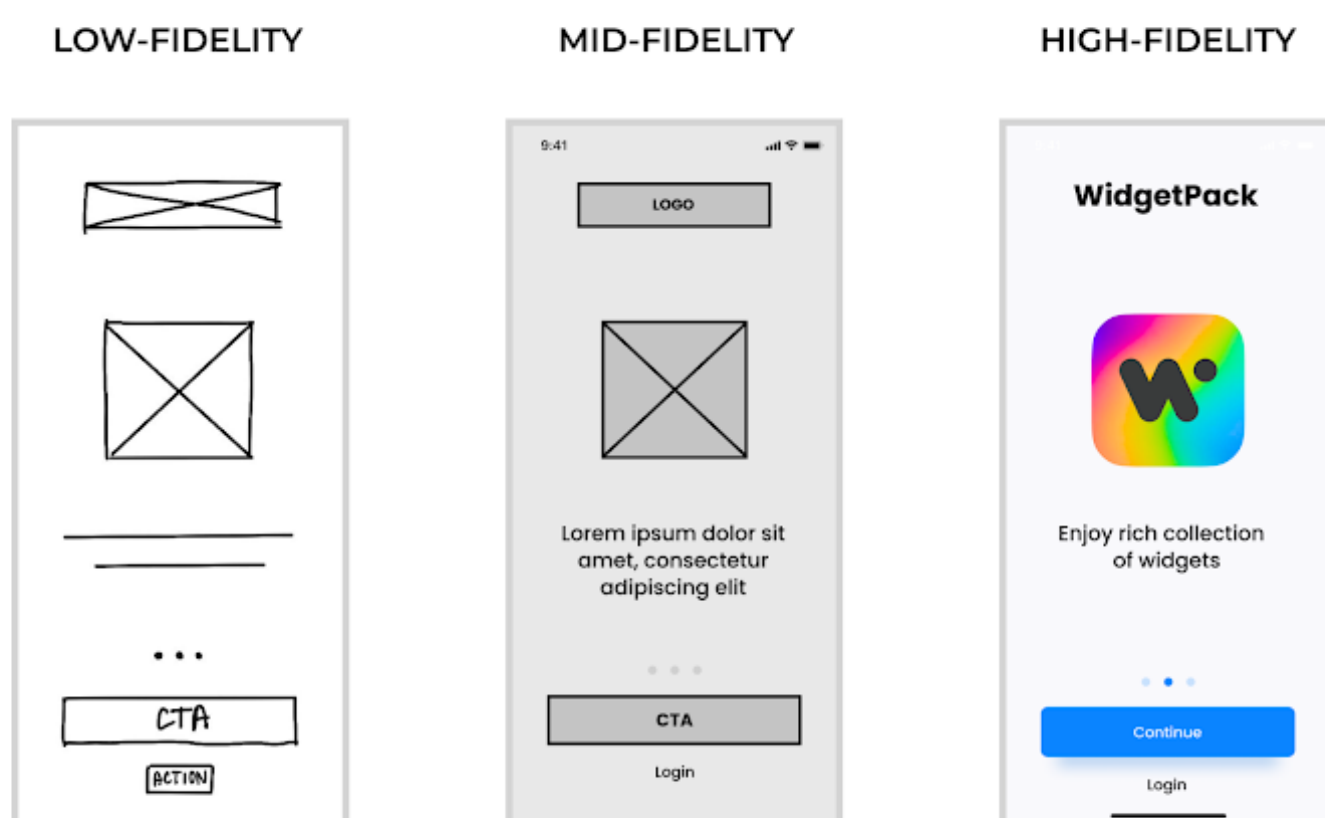 LOW-FIDELITY
MID-FIDELITY
HIGH-FIDELITY
CTA
ACTION
9:41
LOGO
Lorem ipsum dolor sit
amet, consectetur
adipiscing elit
CTA
Login
WidgetPack
Enjoy rich collection
of widgets
Continue
Login